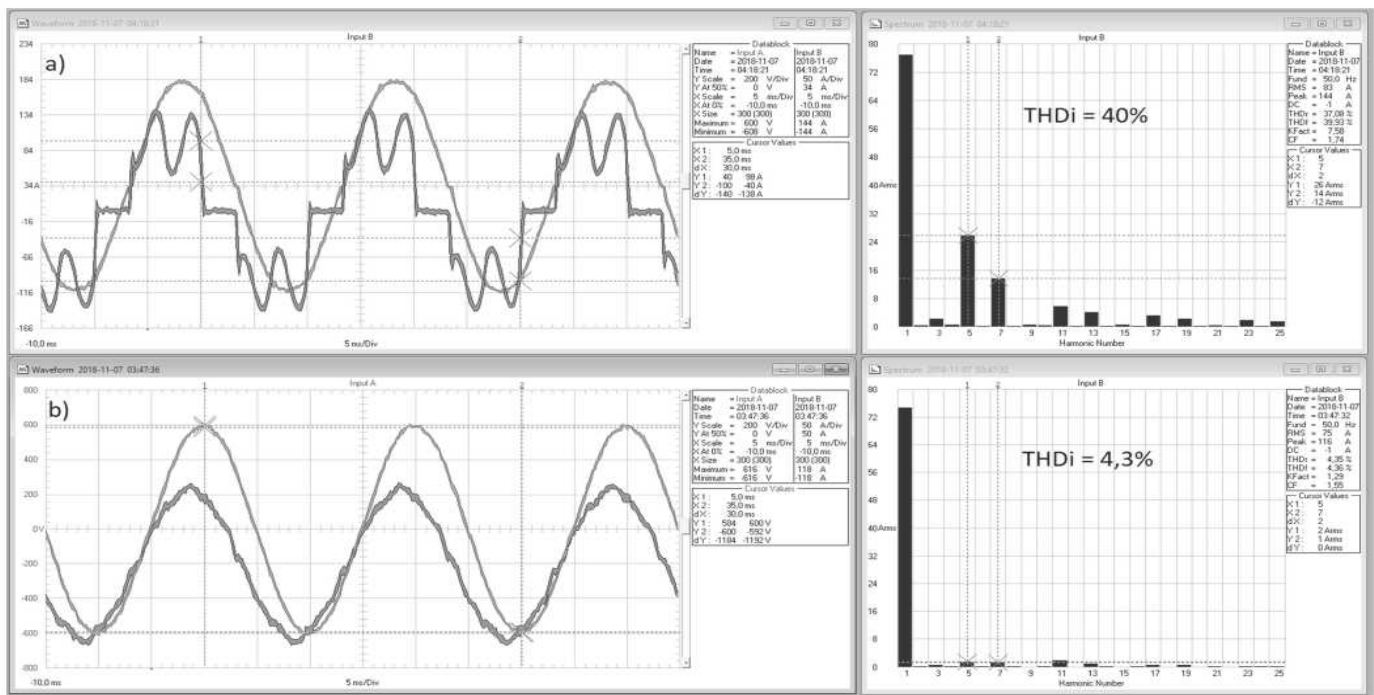 Waveform 2018-11-07 04:18:21
Input B
a)
234
184
134
84
34 A
-16
-66
-116
-166
-10,0 ms
5 ms/Div
1
2
Datablock
Name = Input A Input B
Date = 2018-11-07 2018-11-07
Time = 04:18:21 04:18:21
Y Scale = 200 V/Div 50 A/Div
Y At 50% = 0 V 34 A
X Scale = 5 ms/Div 5 ms/Div
X At 0% = -10,0 ms -10,0 ms
X Size = 300 (300) 300 (300)
Maximum = 600 V 144 A
Minimum = -608 V -144 A
Cursor Values
X 1 : 5,0 ms
X 2 : 35,0 ms
dX : 30,0 ms
Y 1 : 40 98 A
Y 2 : -100 -40 A
dY : -140 -138 A
Spectrum 2018-11-07 04:18:21
Input B
THDi = 40%
80
72
64
56
48
40 Arms
32
24
16
8
0
1 3 5 7 9 11 13 15 17 19 21 23 25
Harmonic Number
1 2
Datablock
Name = Input B
Date = 2018-11-07
Time = 04:18:21
Fund = 50,0 Hz
RMS = 83 A
Peak = 144 A
DC = -1 A
THDr = 37,08 %
THDf = 39,93 %
KFact = 7,58
CF = 1,74
Cursor Values
X 1 : 5
X 2 : 7
dX : 2
Y 1 : 26 Arms
Y 2 : 14 Arms
dY : -12 Arms
Waveform 2018-11-07 03:47:36
Input A
b)
800
600
400
200
0V
-200
-400
-600
-800
-10,0 ms
5 ms/Div
1
2
Datablock
Name = Input A Input B
Date = 2018-11-07 2018-11-07
Time = 03:47:36 03:47:36
Y Scale = 200 V/Div 50 A/Div
Y At 50% = 0 V 50 A
X Scale = 5 ms/Div 5 ms/Div
X At 0% = -10,0 ms -10,0 ms
X Size = 300 (300) 300 (300)
Maximum = 616 V 118 A
Minimum = -616 V -118 A
Cursor Values
X 1 : 5,0 ms
X 2 : 35,0 ms
dX : 30,0 ms
Y 1 : 584 600 V
Y 2 : -600 -592 V
dY : -1184 -1192 V
Spectrum 2018-11-07 03:47:32
Input B
THDi = 4,3%
80
72
64
56
48
40 Arms
32
24
16
8
0
1 3 5 7 9 11 13 15 17 19 21 23 25
Harmonic Number
1 2
Datablock
Name = Input B
Date = 2018-11-07
Time = 03:47:32
Fund = 50,0 Hz
RMS = 75 A
Peak = 116 A
DC = -1 A
THDr = 4,35 %
THDf = 4,36 %
KFact = 1,29
CF = 1,55
Cursor Values
X 1 : 5
X 2 : 7
dX : 2
Y 1 : 2 Arms
Y 2 : 1 Arms
dY : 0 Arms